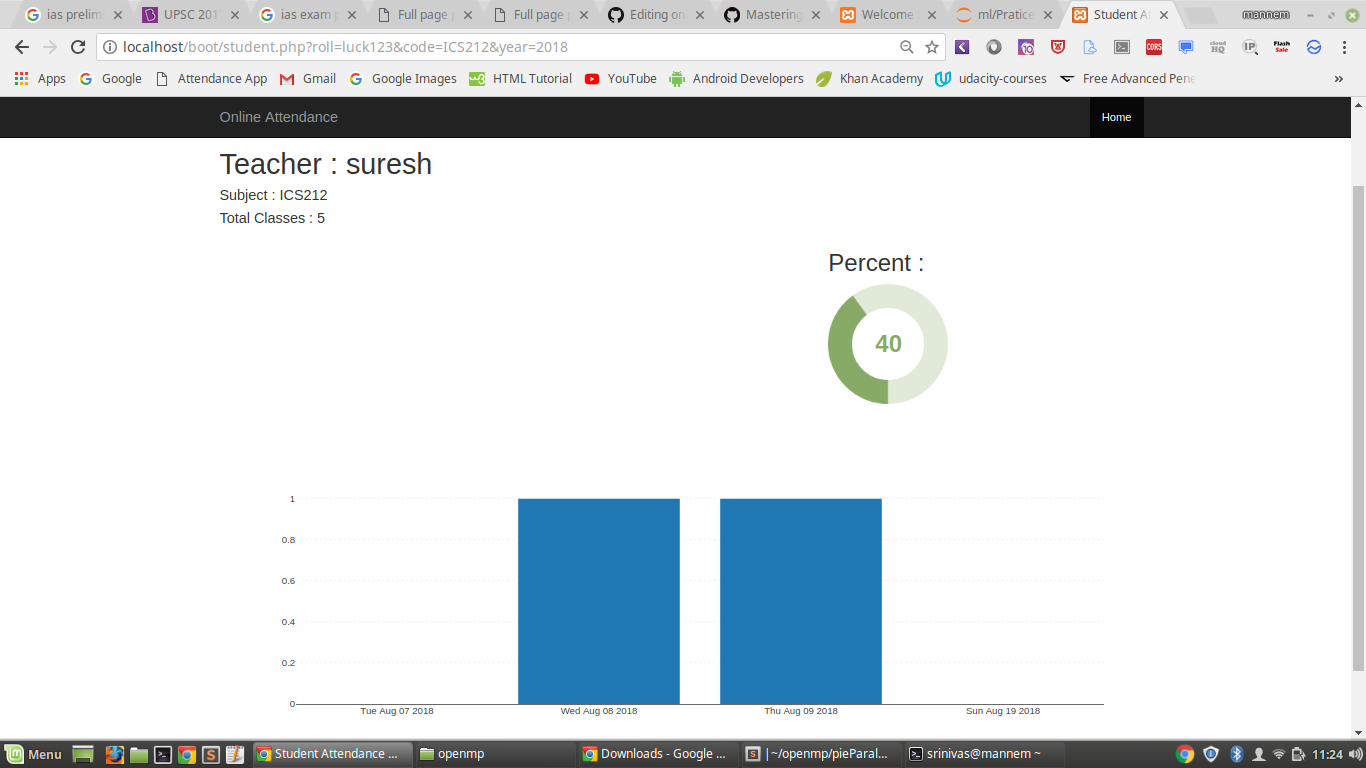 ias prelim
UPSC 201
ias exam p
Full page p
Full page p
Editing on
Mastering
Welcome
ml/Pratice
Student A
mannem
localhost/boot/student.php?roll=luck123&code=ICS212&year=2018
Apps
Google
Attendance App
Gmail
Google Images
HTML Tutorial
YouTube
Android Developers
Khan Academy
udacity-courses
Free Advanced Pene
»
Online Attendance
Home
Teacher : suresh
Subject : ICS212
Total Classes : 5
Percent :
40
1
0.8
0.6
0.4
0.2
0
Tue Aug 07 2018
Wed Aug 08 2018
Thu Aug 09 2018
Sun Aug 19 2018
Menu
Student Attendance ...
openmp
Downloads - Google ...
|~/openmp/pieParal...
srinivas@mannem ~
11:24